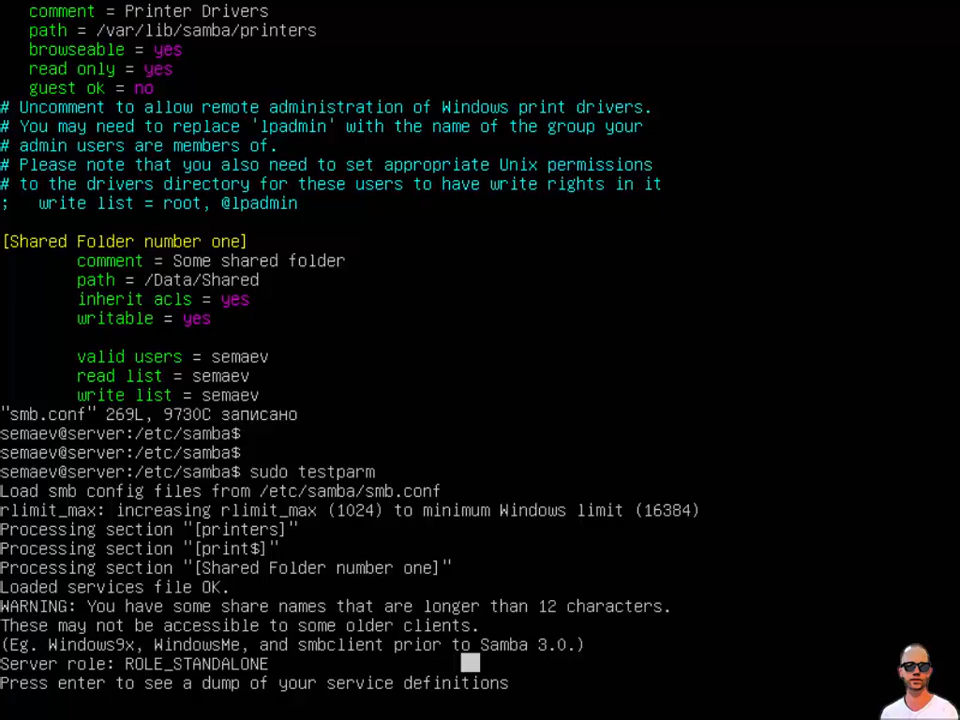 comment = Printer Drivers
path = /var/lib/samba/printers
browseable = yes
read only = yes
guest ok = no
# Uncomment to allow remote administration of Windows print drivers.
# You may need to replace 'lpadmin' with the name of the group your
# admin users are members of.
# Please note that you also need to set appropriate Unix permissions
# to the drivers directory for these users to have write rights in it
;   write list = root, @lpadmin
[Shared Folder number one]
comment = Some shared folder
path = /Data/Shared
inherit acls = yes
writable = yes
valid users = semaev
read list = semaev
write list = semaev
"smb.conf" 269L, 9730C записано
semaev@server:/etc/samba$
semaev@server:/etc/samba$
semaev@server:/etc/samba$ sudo testparm
Load smb config files from /etc/samba/smb.conf
rlimit_max: increasing rlimit_max (1024) to minimum Windows limit (16384)
Processing section "[printers]"
Processing section "[print$]"
Processing section "[Shared Folder number one]"
Loaded services file OK.
WARNING: You have some share names that are longer than 12 characters.
These may not be accessible to some older clients.
(Eg. Windows9x, WindowsMe, and smbclient prior to Samba 3.0.)
Server role: ROLE_STANDALONE
Press enter to see a dump of your service definitions